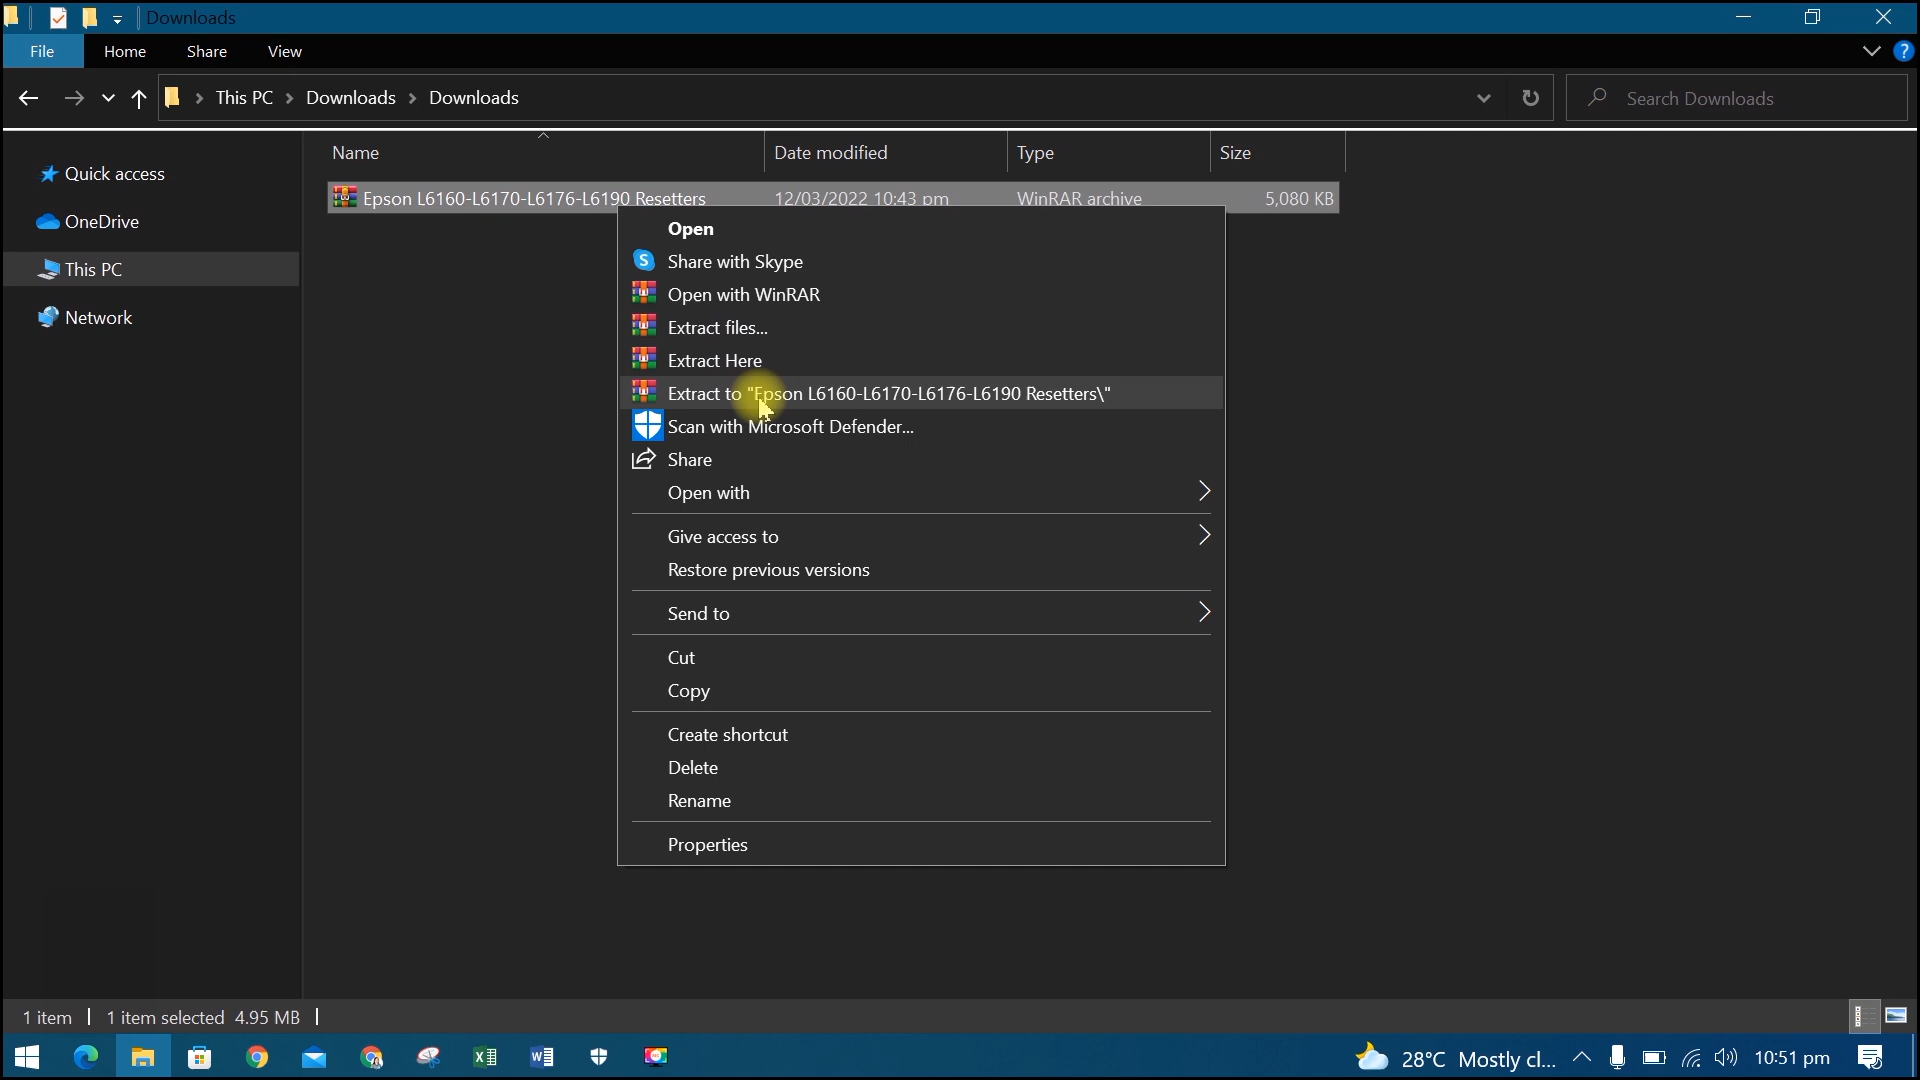 Downloads
File Home Share View
This PC Downloads Downloads
Search Downloads
Name Date modified Type Size
Quick access
OneDrive
This PC
Network
Epson L6160-L6170-L6176-L6190 Resetters 12/03/2022 10:43 pm WinRAR archive 5,080 KB
Open
Share with Skype
Open with WinRAR
Extract files...
Extract Here
Extract to "Epson L6160-L6170-L6176-L6190 Resetters\"
Scan with Microsoft Defender...
Share
Open with
Give access to
Restore previous versions
Send to
Cut
Copy
Create shortcut
Delete
Rename
Properties
1 item 1 item selected 4.95 MB
28°C Mostly cl... 10:51 pm